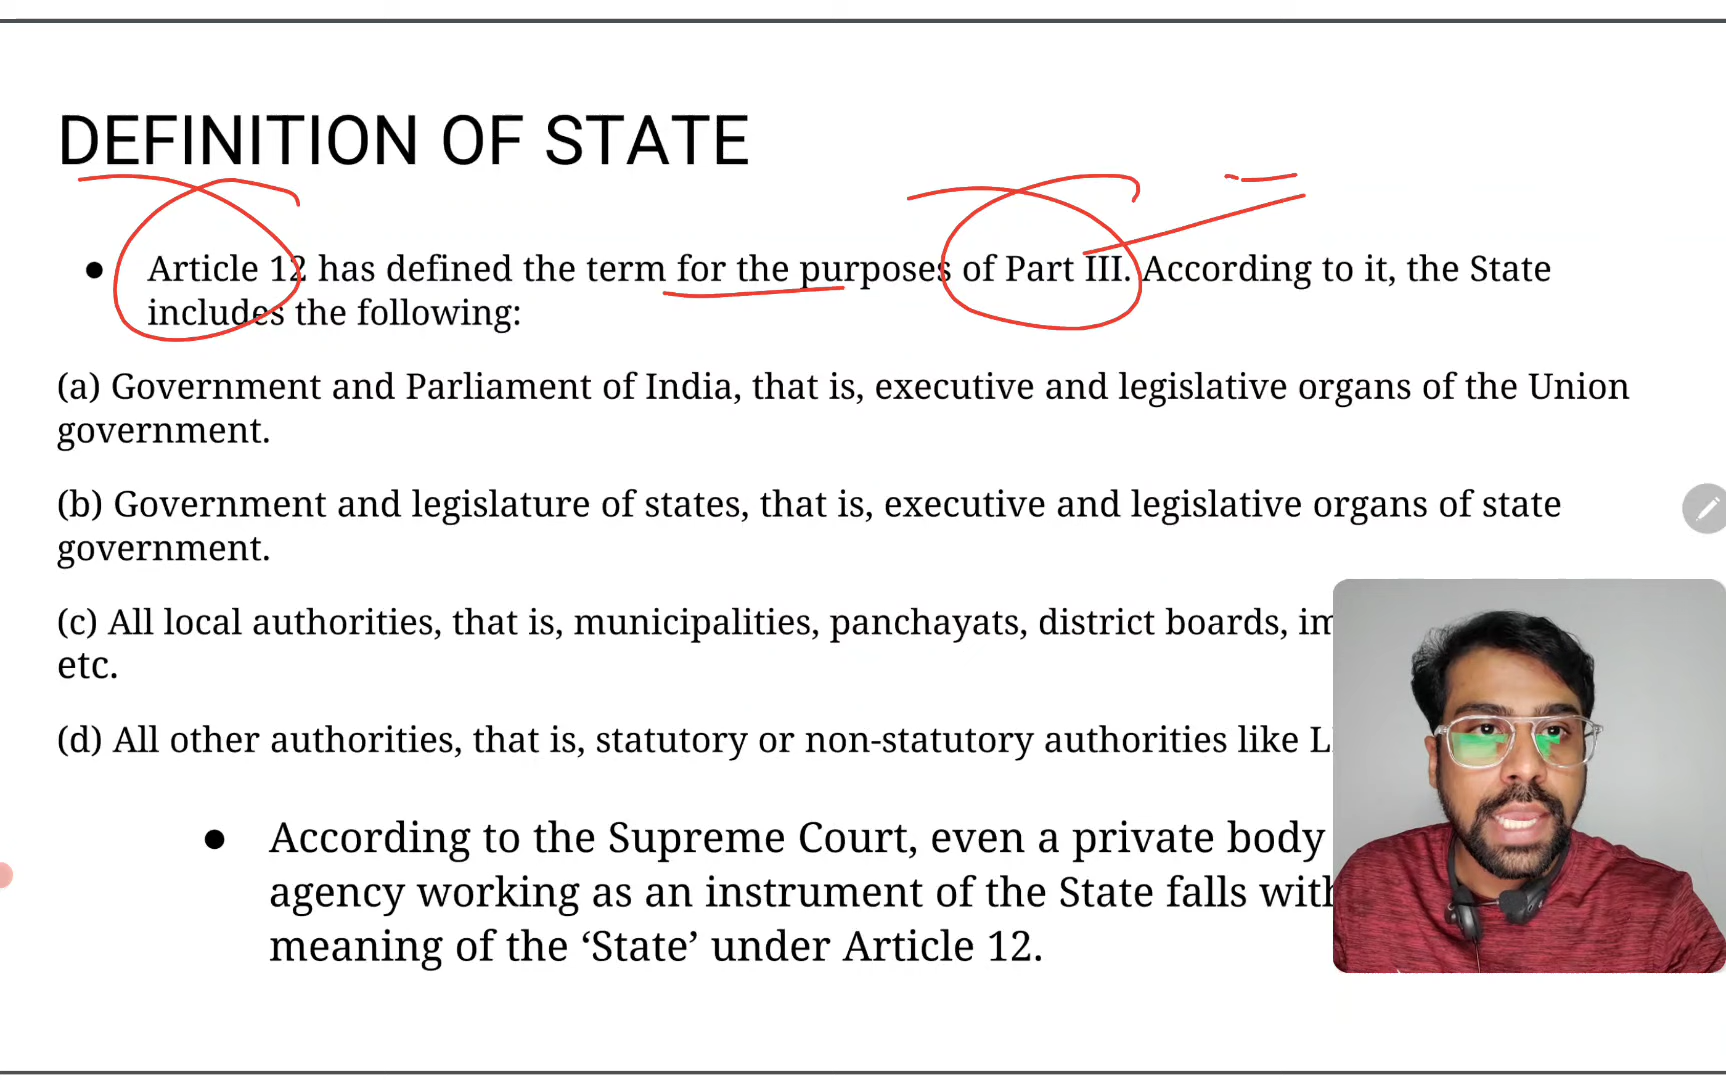 DEFINITION OF STATE
● Article 12 has defined the term for the purposes of Part III. According to it, the State
includes the following:
(a) Government and Parliament of India, that is, executive and legislative organs of the Union
government.
(b) Government and legislature of states, that is, executive and legislative organs of state
government.
(c) All local authorities, that is, municipalities, panchayats, district boards,
etc.
(d) All other authorities, that is, statutory or non-statutory authorities like
● According to the Supreme Court, even a private body
agency working as an instrument of the State falls
meaning of the ‘State’ under Article 12.